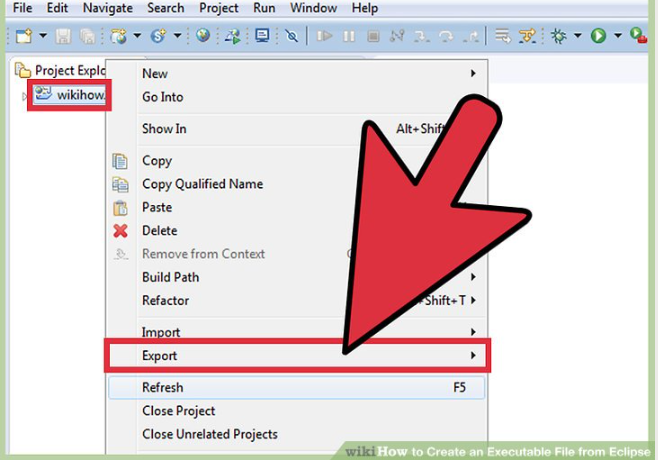 File Edit Navigate Search Project Run Window Help
Project Explo
wikihow.
New
Go Into
Show In Alt+Shift
Copy
Copy Qualified Name
Paste
Delete
Remove from Context
Build Path
Refactor +Shift+T
Import
Export
Refresh F5
Close Project
Close Unrelated Projects
wikiHow to Create an Executable File from Eclipse